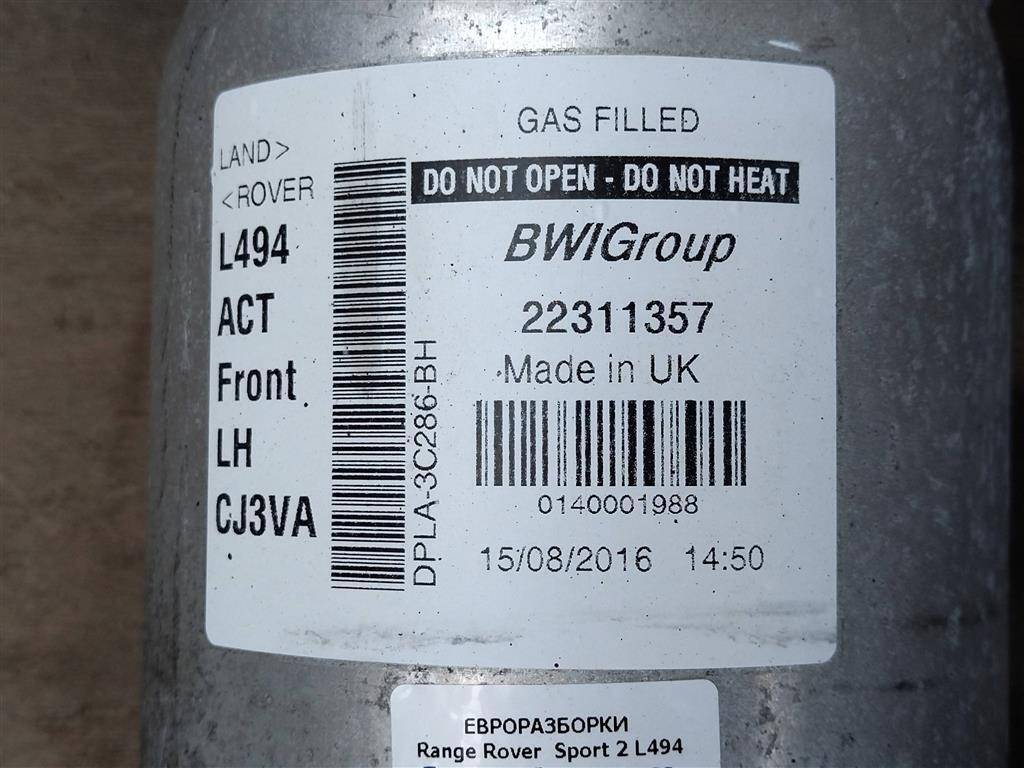 LAND>
<ROVER
L494
ACT
Front
LH
CJ3VA
DPLA-3C286-BH
GAS FILLED
DO NOT OPEN - DO NOT HEAT
BWIGroup
22311357
Made in UK
0140001988
15/08/2016 14:50
ЕВРОРАЗБОРКИ
Range Rover Sport 2 L494